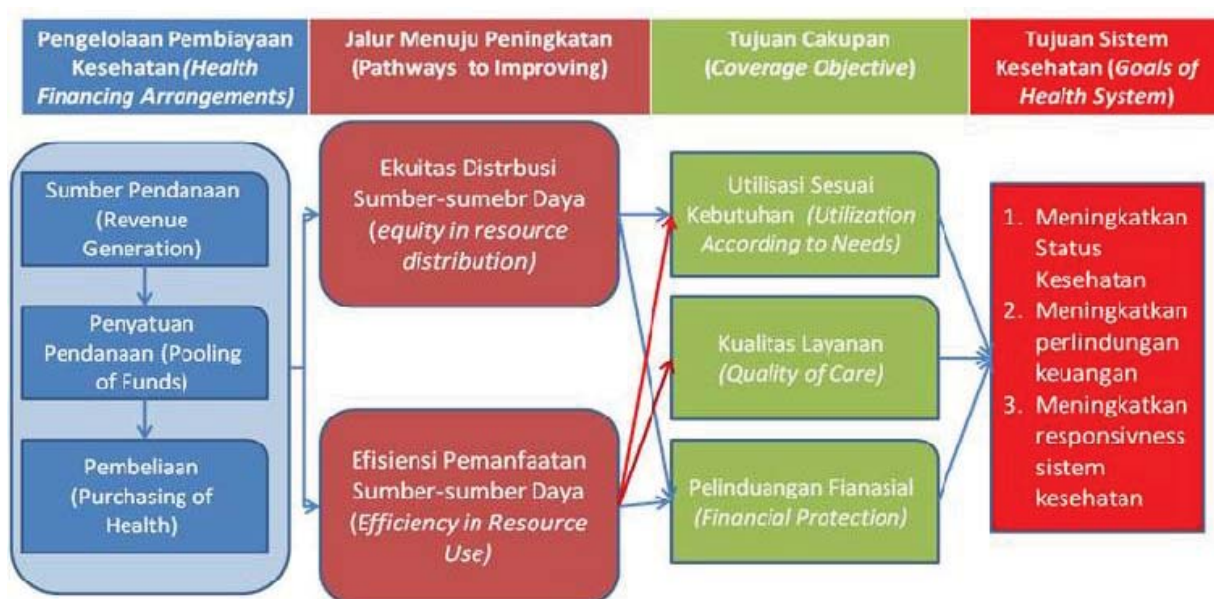 Pengelolaan Pembiayaan
Kesehatan (Health
Financing Arrangements)
Jalur Menuju Peningkatan
(Pathways to Improving)
Tujuan Cakupan
(Coverage Objective)
Tujuan Sistem
Kesehatan (Goals of
Health System)
Sumber Pendanaan
(Revenue
Generation)
Penyatuan
Pendanaan (Pooling
of Funds)
Pembeliaan
(Purchasing of
Health)
Ekuitas Distrbusi
Sumber-sumebr Daya
(equity in resource
distribution)
Efisiensi Pemanfaatan
Sumber-sumber Daya
(Efficiency in Resource
Use)
Utilisasi Sesuai
Kebutuhan (Utilization
According to Needs)
Kualitas Layanan
(Quality of Care)
Pelinduangan Fianasial
(Financial Protection)
1. Meningkatkan
Status
Kesehatan
2. Meningkatkan
perlindungan
keuangan
3. Meningkatkan
responsivness
sistem
kesehatan